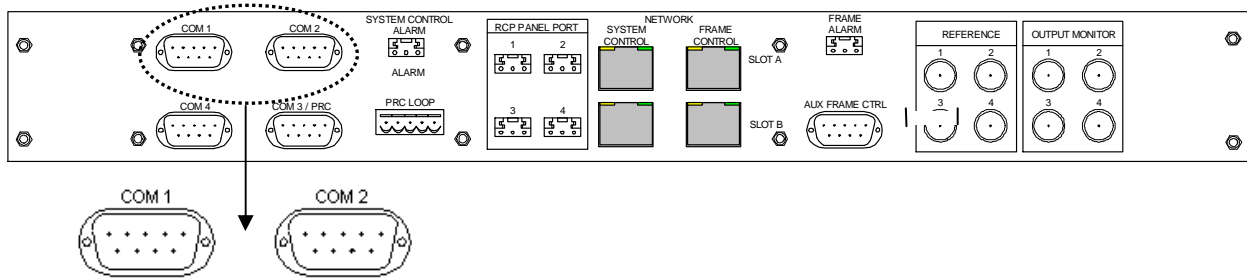 COM 1
COM 2
SYSTEM CONTROL
ALARM
ALARM
COM 4
COM 3 / PRC
PRC LOOP
RCP PANEL PORT
1 2
3 4
NETWORK
SYSTEM
CONTROL
FRAME
CONTROL
SLOT A
SLOT B
FRAME
ALARM
AUX FRAME CTRL
REFERENCE
1 2
3 4
OUTPUT MONITOR
1 2
3 4
COM 1
COM 2